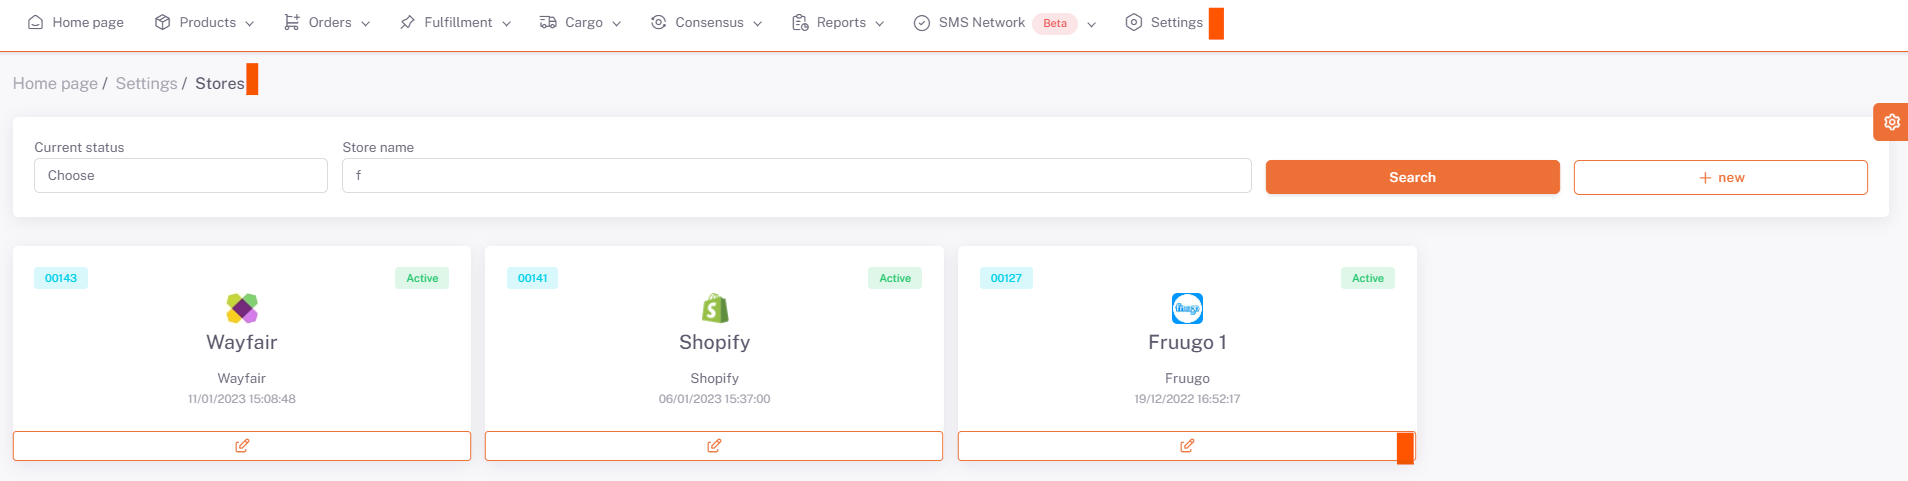 Home page Products Orders Fulfillment Cargo Consensus Reports SMS Network Beta Settings
Home page / Settings / Stores
Current status Store name
Choose f Search + new
00143 Active 00141 Active 00127 Active
fruugo
Wayfair Shopify Fruugo 1
Wayfair Shopify Fruugo
11/01/2023 15:08:48 06/01/2023 15:37:00 19/12/2022 16:52:17